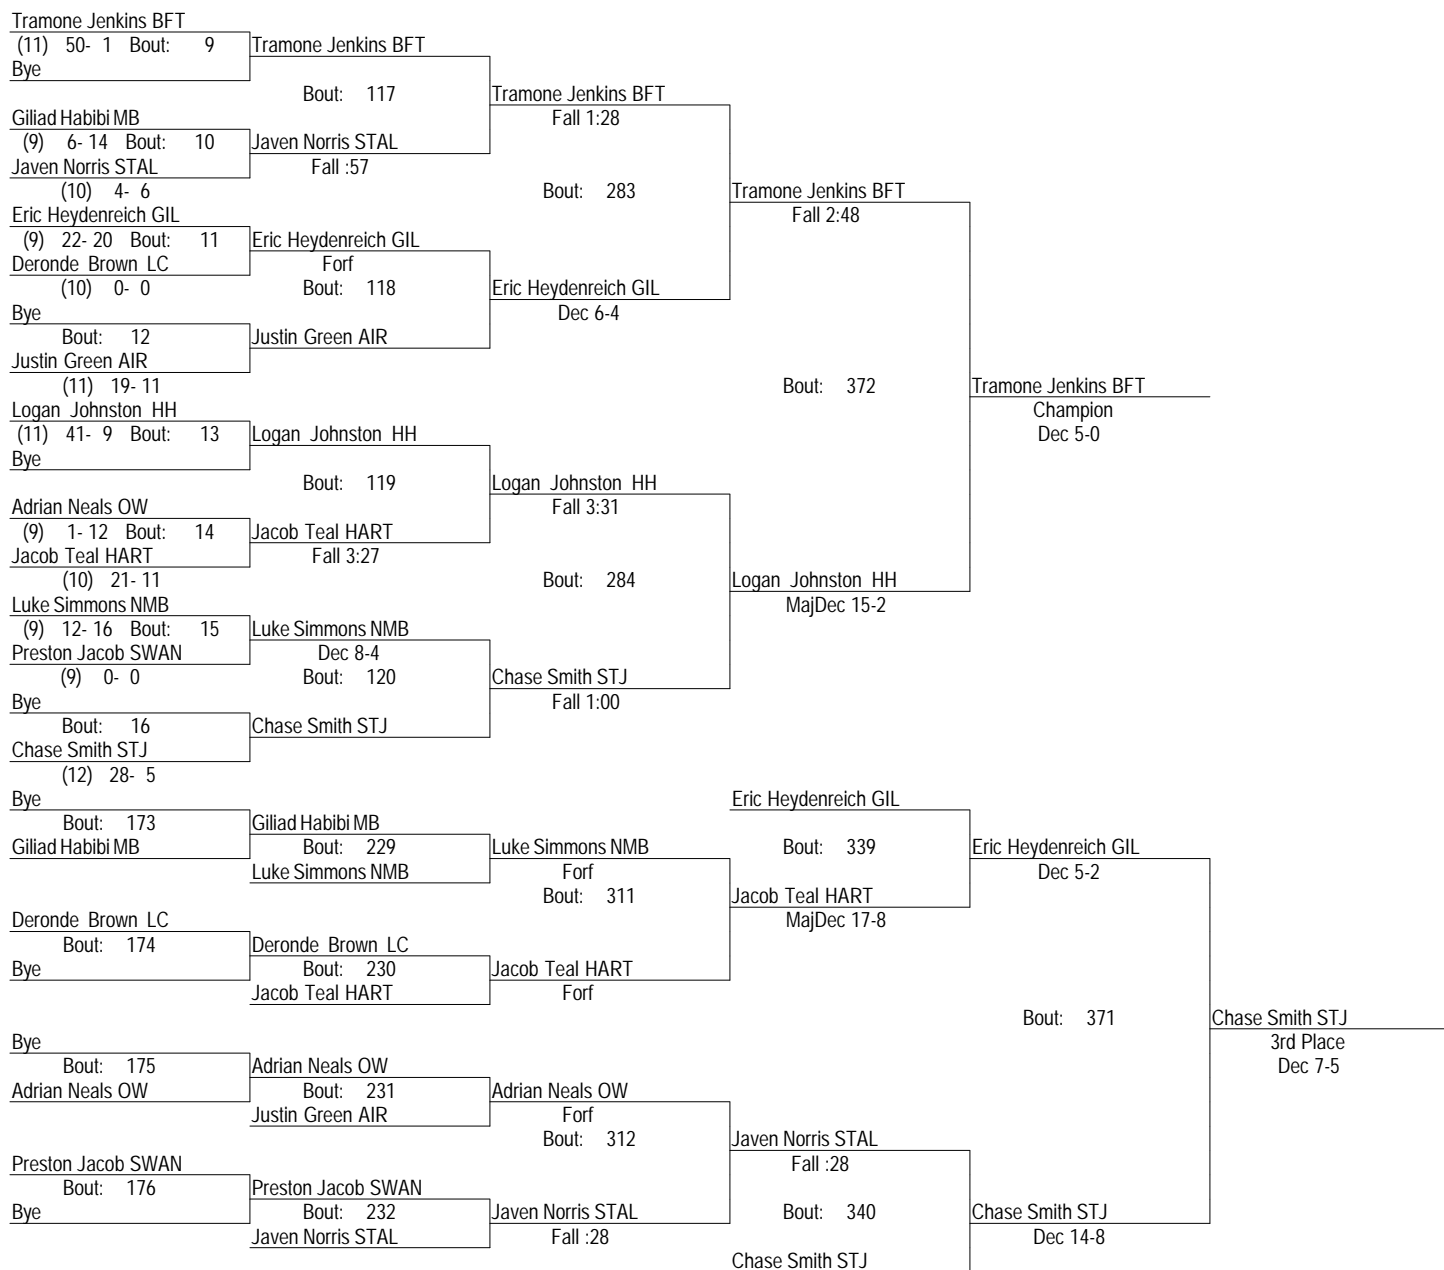 Tramone Jenkins BFT
(11) 50- 1 Bout: 9 Tramone Jenkins BFT
Bye
Bout: 117 Tramone Jenkins BFT
Giliad Habibi MB Fall 1:28
(9) 6- 14 Bout: 10 Javen Norris STAL
Javen Norris STAL Fall :57
(10) 4- 6 Bout: 283 Tramone Jenkins BFT
Eric Heydenreich GIL Fall 2:48
(9) 22- 20 Bout: 11 Eric Heydenreich GIL
Deronde Brown LC Forf
(10) 0- 0 Bout: 118 Eric Heydenreich GIL
Bye Dec 6-4
Bout: 12 Justin Green AIR
Justin Green AIR
(11) 19- 11 Bout: 372 Tramone Jenkins BFT
Logan Johnston HH Champion
(11) 41- 9 Bout: 13 Logan Johnston HH Dec 5-0
Bye
Bout: 119 Logan Johnston HH
Adrian Neals OW Fall 3:31
(9) 1- 12 Bout: 14 Jacob Teal HART
Jacob Teal HART Fall 3:27
(10) 21- 11 Bout: 284 Logan Johnston HH
Luke Simmons NMB MajDec 15-2
(9) 12- 16 Bout: 15 Luke Simmons NMB
Preston Jacob SWAN Dec 8-4
(9) 0- 0 Bout: 120 Chase Smith STJ
Bye Fall 1:00
Bout: 16 Chase Smith STJ
Chase Smith STJ
(12) 28- 5
Bye Eric Heydenreich GIL
Bout: 173 Giliad Habibi MB
Giliad Habibi MB Bout: 229 Luke Simmons NMB Bout: 339 Eric Heydenreich GIL
Luke Simmons NMB Forf Dec 5-2
Bout: 311 Jacob Teal HART
Deronde Brown LC MajDec 17-8
Bout: 174 Deronde Brown LC
Bye Bout: 230 Jacob Teal HART
Jacob Teal HART Forf
Bout: 371 Chase Smith STJ
Bye 3rd Place
Bout: 175 Adrian Neals OW Dec 7-5
Adrian Neals OW Bout: 231 Adrian Neals OW
Justin Green AIR Forf
Bout: 312 Javen Norris STAL
Preston Jacob SWAN Fall :28
Bout: 176 Preston Jacob SWAN
Bye Bout: 232 Javen Norris STAL Bout: 340 Chase Smith STJ
Javen Norris STAL Fall :28 Dec 14-8
Chase Smith STJ